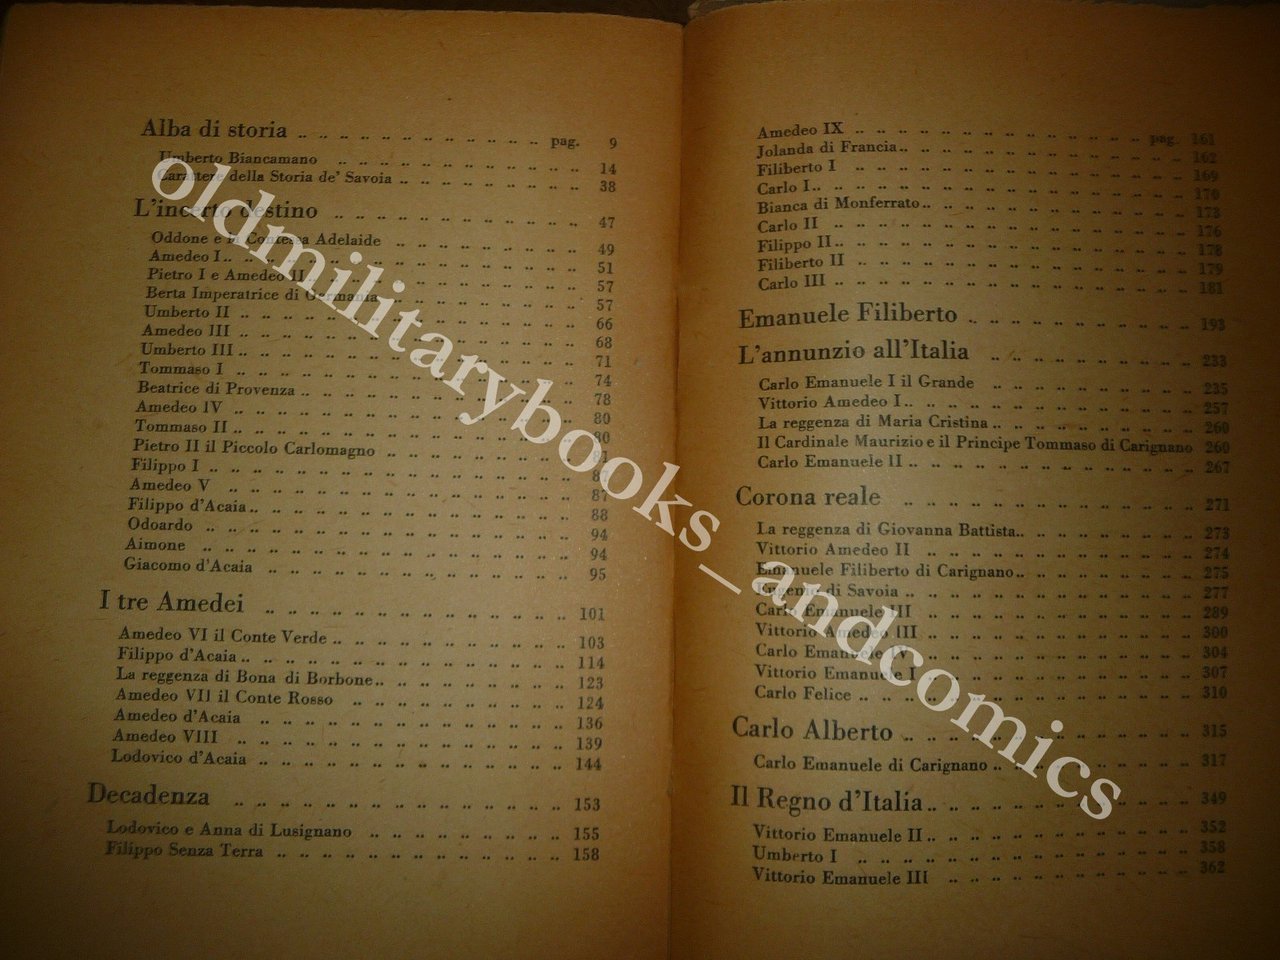 Alba di storia .. .. .. .. .. .. .. .. .. .. .. pag. 9
Umberto Biancamano .. .. .. .. .. .. .. .. .. .. .. 14
Carattere della Storia de' Savoia .. .. .. .. .. .. .. .. .. 38
L'incerto destino .. .. .. .. .. .. .. .. .. .. .. 47
Oddone e la Contessa Adelaide .. .. .. .. .. .. .. .. .. 49
Amedeo I .. .. .. .. .. .. .. .. .. .. .. .. .. .. 51
Pietro I e Amedeo II .. .. .. .. .. .. .. .. .. .. .. 57
Berta Imperatrice di Germania .. .. .. .. .. .. .. .. .. 57
Umberto II .. .. .. .. .. .. .. .. .. .. .. .. .. 66
Amedeo III .. .. .. .. .. .. .. .. .. .. .. .. .. 68
Umberto III .. .. .. .. .. .. .. .. .. .. .. .. .. 71
Tommaso I .. .. .. .. .. .. .. .. .. .. .. .. .. 74
Beatrice di Provenza .. .. .. .. .. .. .. .. .. .. .. 78
Amedeo IV .. .. .. .. .. .. .. .. .. .. .. .. .. 80
Tommaso II .. .. .. .. .. .. .. .. .. .. .. .. .. 80
Pietro II il Piccolo Carlomagno .. .. .. .. .. .. .. .. .. 81
Filippo I .. .. .. .. .. .. .. .. .. .. .. .. .. .. 87
Amedeo V .. .. .. .. .. .. .. .. .. .. .. .. .. 87
Filippo d'Acaia .. .. .. .. .. .. .. .. .. .. .. .. 88
Odoardo .. .. .. .. .. .. .. .. .. .. .. .. .. .. 94
Aimone .. .. .. .. .. .. .. .. .. .. .. .. .. .. 94
Giacomo d'Acaia .. .. .. .. .. .. .. .. .. .. .. .. 95
I tre Amedei .. .. .. .. .. .. .. .. .. .. .. .. 101
Amedeo VI il Conte Verde .. .. .. .. .. .. .. .. .. .. 103
Filippo d'Acaia .. .. .. .. .. .. .. .. .. .. .. .. 114
La reggenza di Bona di Borbone .. .. .. .. .. .. .. .. .. 123
Amedeo VII il Conte Rosso .. .. .. .. .. .. .. .. .. 124
Amedeo d'Acaia .. .. .. .. .. .. .. .. .. .. .. .. 136
Amedeo VIII .. .. .. .. .. .. .. .. .. .. .. .. .. 139
Lodovico d'Acaia .. .. .. .. .. .. .. .. .. .. .. .. 144
Decadenza .. .. .. .. .. .. .. .. .. .. .. .. 153
Lodovico e Anna di Lusignano .. .. .. .. .. .. .. .. .. 155
Filippo Senza Terra .. .. .. .. .. .. .. .. .. .. .. 158
Amedeo IX .. .. .. .. .. .. .. .. .. .. .. .. pag. 161
Jolanda di Francia .. .. .. .. .. .. .. .. .. .. .. .. 162
Filiberto I .. .. .. .. .. .. .. .. .. .. .. .. .. 169
Carlo I .. .. .. .. .. .. .. .. .. .. .. .. .. .. 170
Bianca di Monferrato .. .. .. .. .. .. .. .. .. .. .. 173
Carlo II .. .. .. .. .. .. .. .. .. .. .. .. .. .. 176
Filippo II .. .. .. .. .. .. .. .. .. .. .. .. .. .. 178
Filiberto II .. .. .. .. .. .. .. .. .. .. .. .. .. 179
Carlo III .. .. .. .. .. .. .. .. .. .. .. .. .. .. 181
Emanuele Filiberto .. .. .. .. .. .. .. .. .. .. 193
L'annunzio all'Italia .. .. .. .. .. .. .. .. .. .. 233
Carlo Emanuele I il Grande .. .. .. .. .. .. .. .. .. 235
Vittorio Amedeo I .. .. .. .. .. .. .. .. .. .. .. .. 257
La reggenza di Maria Cristina .. .. .. .. .. .. .. .. .. 260
Il Cardinale Maurizio e il Principe Tommaso di Carignano 260
Carlo Emanuele II .. .. .. .. .. .. .. .. .. .. .. .. 267
Corona reale .. .. .. .. .. .. .. .. .. .. .. 271
La reggenza di Giovanna Battista .. .. .. .. .. .. .. .. 273
Vittorio Amedeo II .. .. .. .. .. .. .. .. .. .. .. 274
Emanuele Filiberto di Carignano .. .. .. .. .. .. .. .. 275
Eugenio di Savoia .. .. .. .. .. .. .. .. .. .. .. 277
Carlo Emanuele III .. .. .. .. .. .. .. .. .. .. .. 289
Vittorio Amedeo III .. .. .. .. .. .. .. .. .. .. .. 300
Carlo Emanuele IV .. .. .. .. .. .. .. .. .. .. .. 304
Vittorio Emanuele I .. .. .. .. .. .. .. .. .. .. .. 307
Carlo Felice .. .. .. .. .. .. .. .. .. .. .. .. .. 310
Carlo Alberto .. .. .. .. .. .. .. .. .. .. .. 315
Carlo Emanuele di Carignano .. .. .. .. .. .. .. .. .. 317
Il Regno d'Italia .. .. .. .. .. .. .. .. .. .. .. 349
Vittorio Emanuele II .. .. .. .. .. .. .. .. .. .. .. 352
Umberto I .. .. .. .. .. .. .. .. .. .. .. .. .. 358
Vittorio Emanuele III .. .. .. .. .. .. .. .. .. .. .. 362
oldmilitarybooks_andcomics